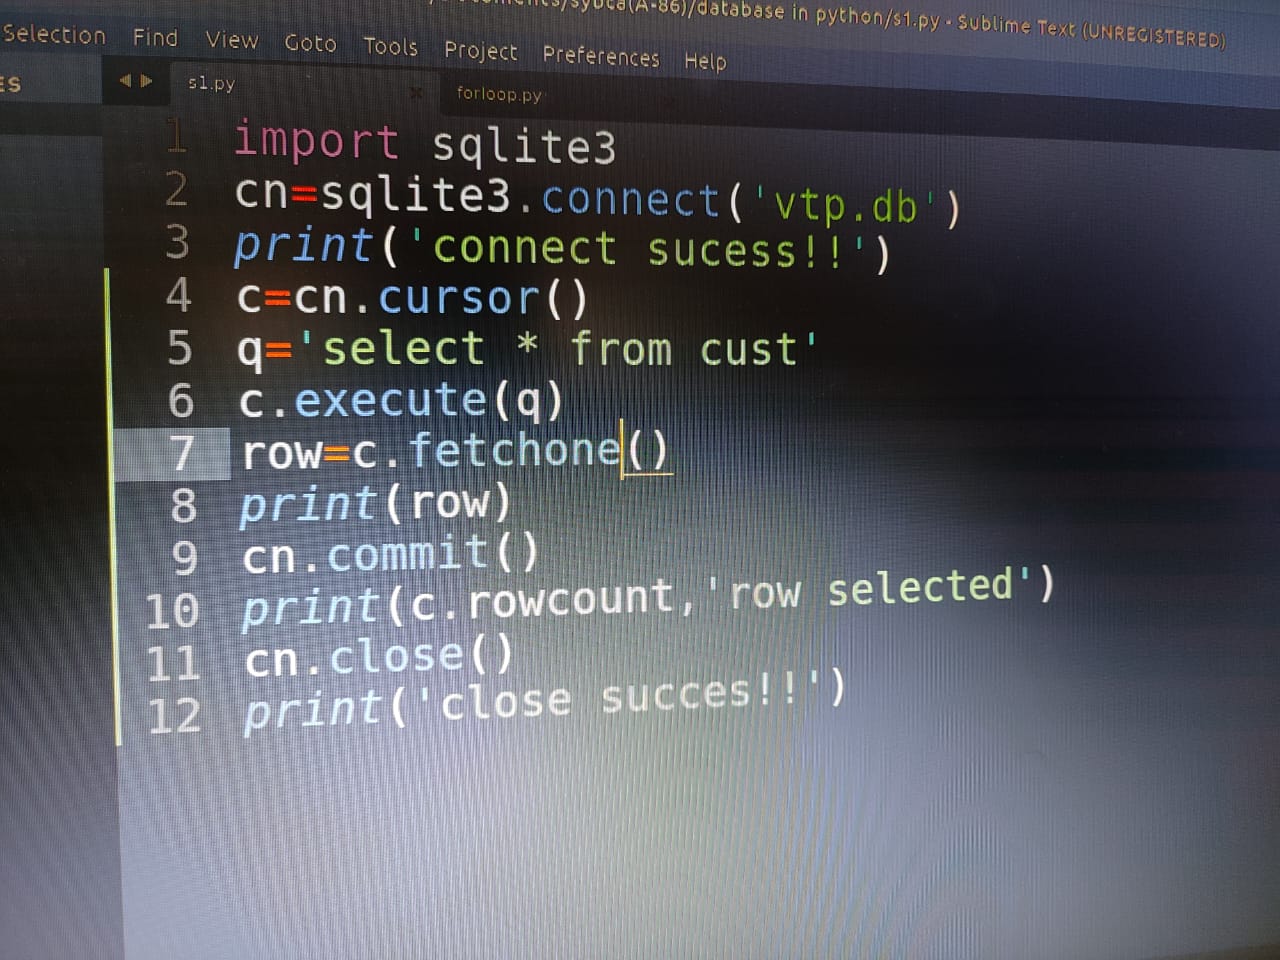 (A-86)/database in python/s1.py - Sublime Text (UNREGISTERED)
Selection Find View Goto Tools Project Preferences Help
ES
s1.py forloop.py
1 import sqlite3
2 cn=sqlite3.connect('vtp.db')
3 print('connect sucess!!')
4 c=cn.cursor()
5 q='select * from cust'
6 c.execute(q)
7 row=c.fetchone()
8 print(row)
9 cn.commit()
10 print(c.rowcount,'row selected')
11 cn.close()
12 print('close succes!!')